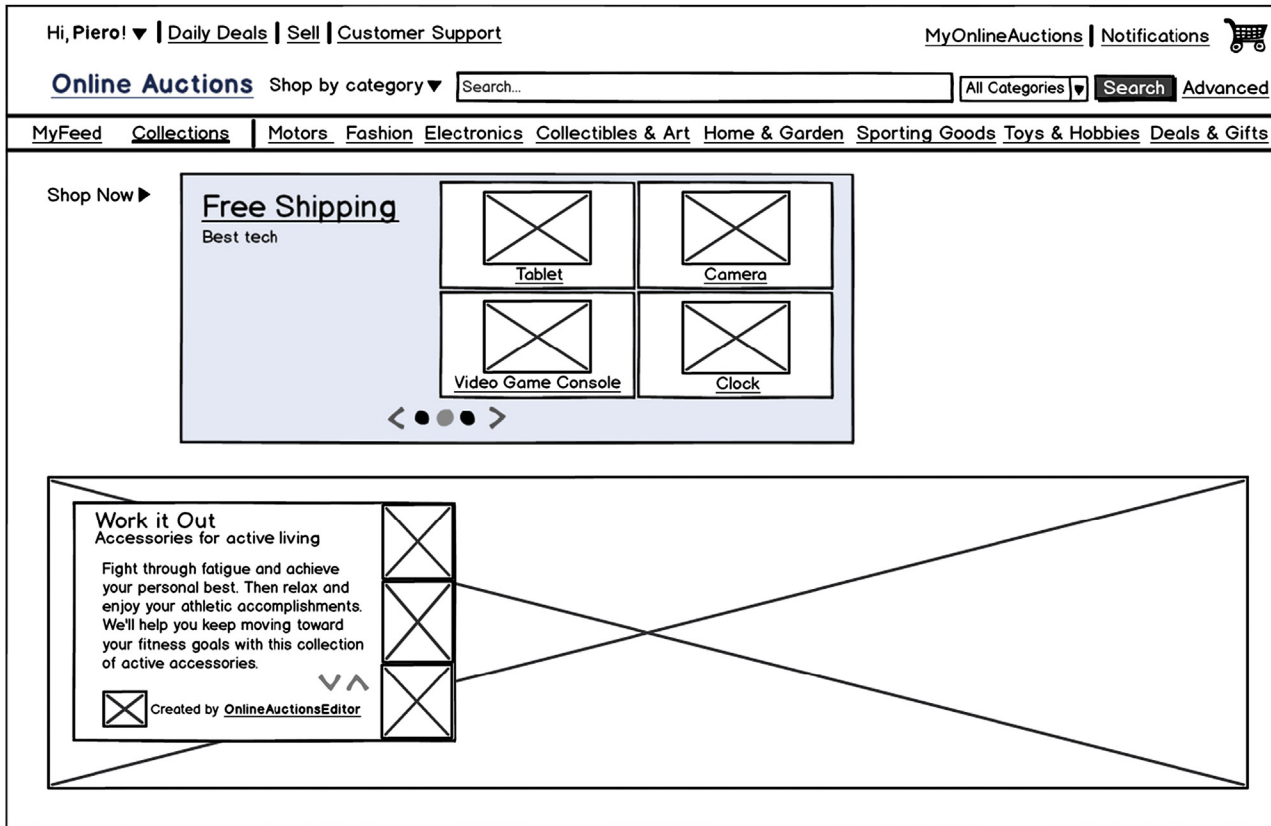 Hi, Piero! Daily Deals Sell Customer Support MyOnlineAuctions Notifications
Online Auctions Shop by category Search... All Categories Search Advanced
MyFeed Collections Motors Fashion Electronics Collectibles & Art Home & Garden Sporting Goods Toys & Hobbies Deals & Gifts
Shop Now
Free Shipping
Best tech
Tablet
Camera
Video Game Console
Clock
Work it Out
Accessories for active living
Fight through fatigue and achieve
your personal best. Then relax and
enjoy your athletic accomplishments.
We'll help you keep moving toward
your fitness goals with this collection
of active accessories.
Created by OnlineAuctionsEditor